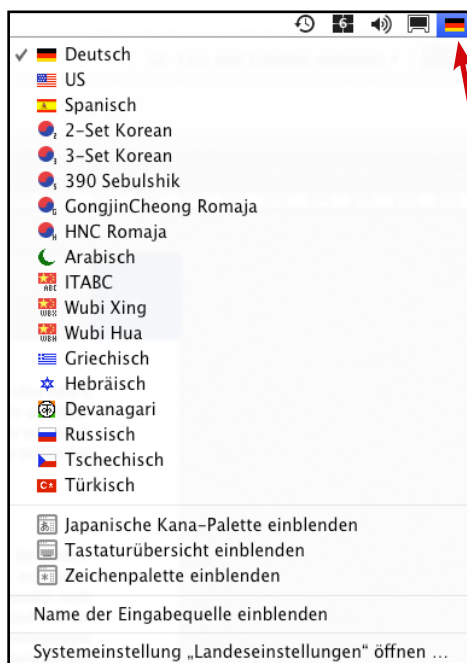 6
Deutsch
US
Spanisch
2-Set Korean
3-Set Korean
390 Sebulshik
GongjinCheong Romaja
HNC Romaja
Arabisch
ITABC
Wubi Xing
Wubi Hua
Griechisch
Hebräisch
Devanagari
Russisch
Tschechisch
Türkisch
Japanische Kana-Palette einblenden
Tastaturübersicht einblenden
Zeichenpalette einblenden
Name der Eingabequelle einblenden
Systemeinstellung „Landeseinstellungen“ öffnen ...